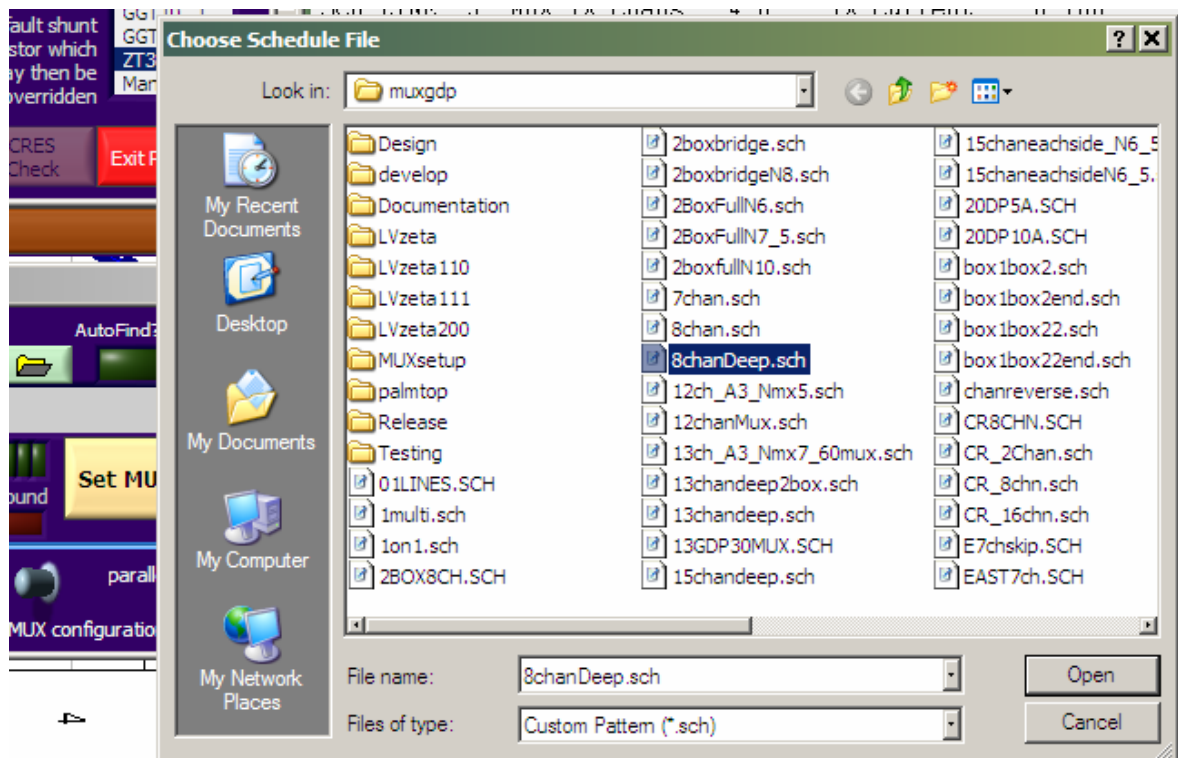 ault shunt
stor which
ay then be
overridden
GGT
GGT
ZT3
Man
CRES
Check
Exit
AutoFind?
ound
Set MU
parall
MUX configuratio
Choose Schedule File
Look in:
muxgdp
My Recent
Documents
Desktop
My Documents
My Computer
My Network
Places
Design
develop
Documentation
LVzeta
LVzeta110
LVzeta111
LVzeta200
MUXsetup
palmtop
Release
Testing
01LINES.SCH
1multi.sch
1on1.sch
2BOX8CH.SCH
2boxbridge.sch
2boxbridgeN8.sch
2BoxFullN6.sch
2BoxFullN7_5.sch
2boxfullN10.sch
7chan.sch
8chan.sch
8chanDeep.sch
12ch_A3_Nmx5.sch
12chanMux.sch
13ch_A3_Nmx7_60mux.sch
13chandeep2box.sch
13chandeep.sch
13GDP30MUX.SCH
15chandeep.sch
15chaneachside_N6_5
15chaneachsideN6_5.
20DP5A.SCH
20DP10A.SCH
box1box2.sch
box1box2end.sch
box1box22.sch
box1box22end.sch
chanreverse.sch
CR8CHN.SCH
CR_2Chan.sch
CR_8chn.sch
CR_16chn.sch
E7chskip.SCH
EAST7ch.SCH
File name:
8chanDeep.sch
Open
Files of type:
Custom Pattern (*.sch)
Cancel